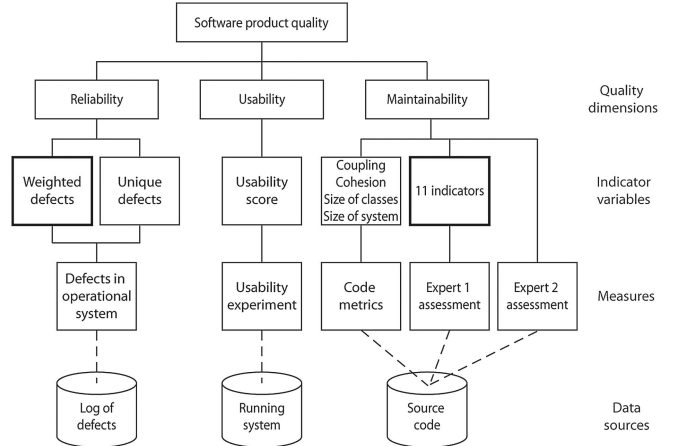 Software product quality
Reliability
Usability
Maintainability
Quality
dimensions
Weighted
defects
Unique
defects
Usability
score
Coupling
Cohesion
Size of classes
Size of system
11 indicators
Indicator
variables
Defects in
operational
system
Usability
experiment
Code
metrics
Expert 1
assessment
Expert 2
assessment
Measures
Log of
defects
Running
system
Source
code
Data
sources